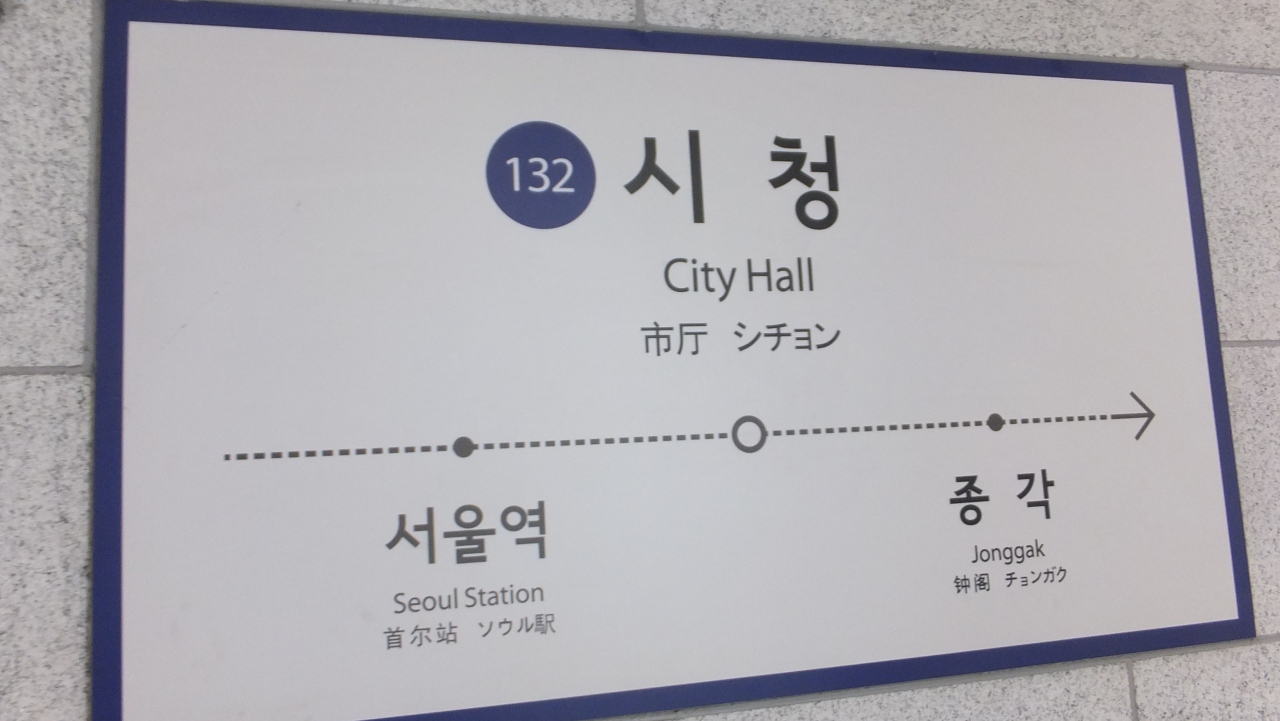 132 시 청
City Hall
市厅 シチョン
서울역
Seoul Station
首尔站 ソウル駅
종 각
Jonggak
钟阁 チョンガク